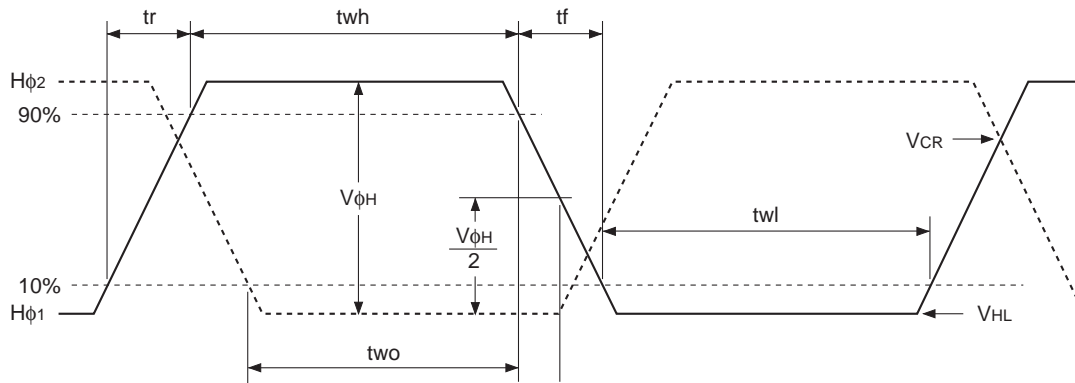 tr twh tf
Hϕ2
90%
VCR
VϕH
twl
VϕH
2
10%
Hϕ1
VHL
two